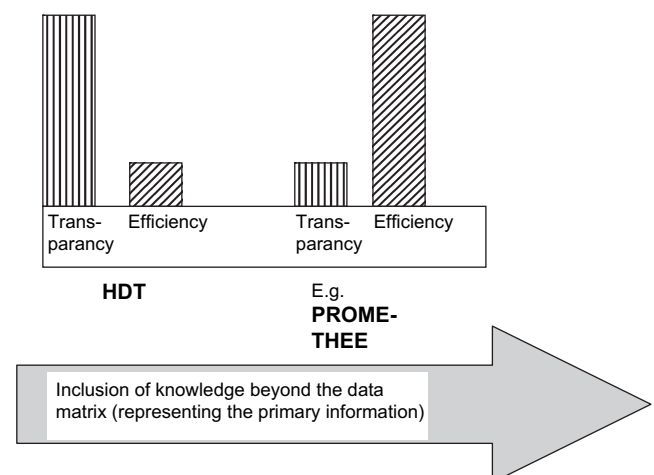 Trans-
parancy
Efficiency
Trans-
parancy
Efficiency
HDT
E.g.
PROME-
THEE
Inclusion of knowledge beyond the data
matrix (representing the primary information)